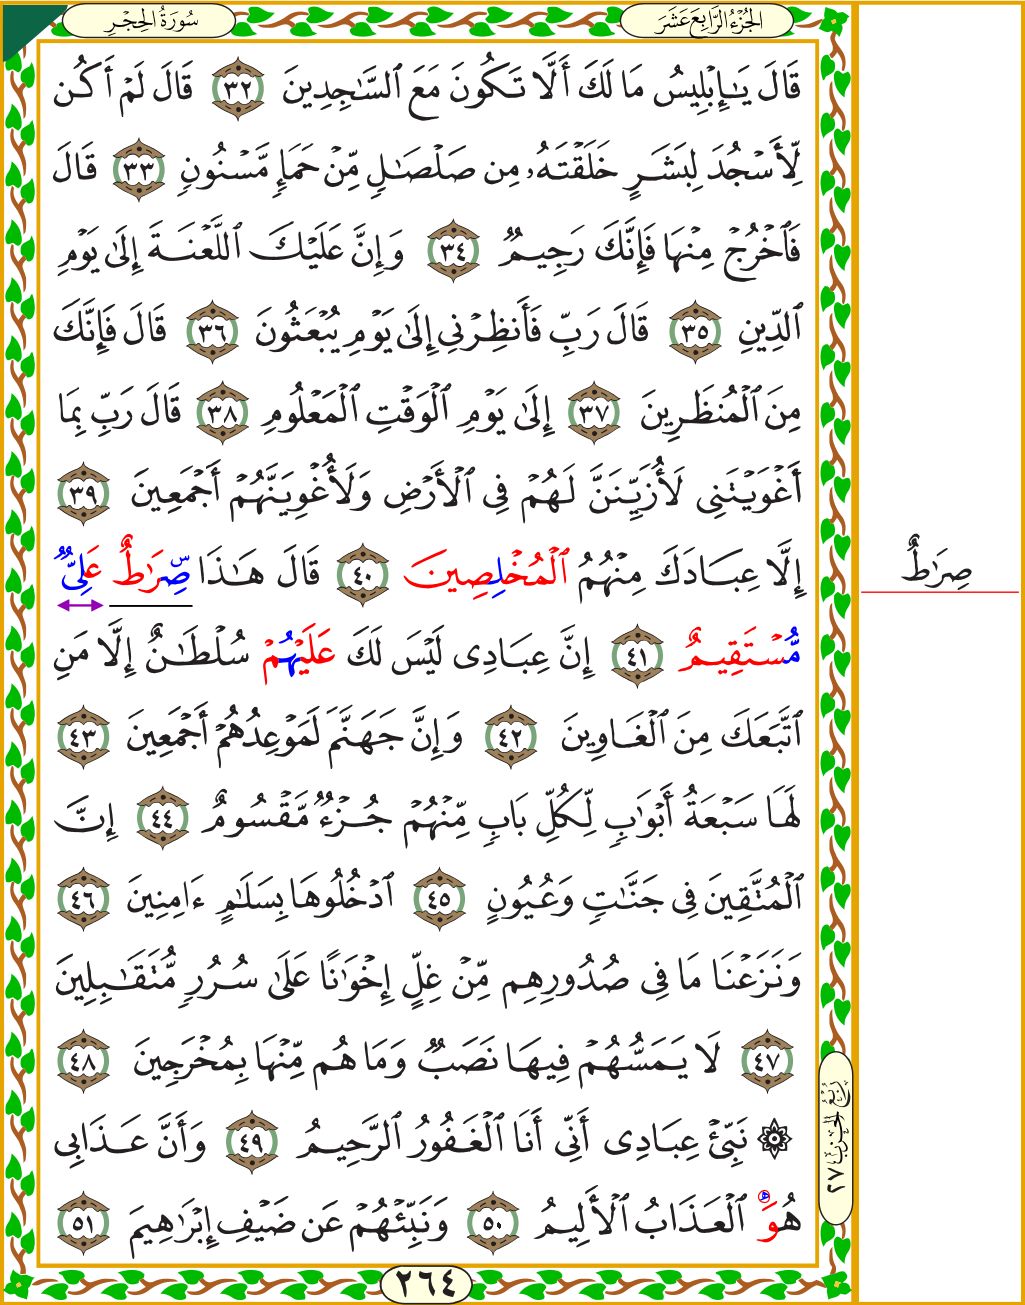 الجُزْءُ الرَّابِعَ عَشَرَ
سُورَةُ الحِجْرِ
قَالَ يَٰٓإِبْلِيسُ مَا لَكَ أَلَّا تَكُونَ مَعَ ٱلسَّٰجِدِينَ ٣٢ قَالَ لَمْ أَكُن
لِّأَسْجُدَ لِبَشَرٍ خَلَقْتَهُۥ مِن صَلْصَٰلٍ مِّنْ حَمَإٍ مَّسْنُونٍ ٣٣ قَالَ
فَٱخْرُجْ مِنْهَا فَإِنَّكَ رَجِيمٌ ٣٤ وَإِنَّ عَلَيْكَ ٱللَّعْنَةَ إِلَىٰ يَوْمِ
ٱلدِّينِ ٣٥ قَالَ رَبِّ فَأَنظِرْنِى إِلَىٰ يَوْمِ يُبْعَثُونَ ٣٦ قَالَ فَإِنَّكَ
مِنَ ٱلْمُنظَرِينَ ٣٧ إِلَىٰ يَوْمِ ٱلْوَقْتِ ٱلْمَعْلُومِ ٣٨ قَالَ رَبِّ بِمَآ
أَغْوَيْتَنِى لَأُزَيِّنَنَّ لَهُمْ فِى ٱلْأَرْضِ وَلَأُغْوِيَنَّهُمْ أَجْمَعِينَ ٣٩
إِلَّا عِبَادَكَ مِنْهُمُ ٱلْمُخْلِصِينَ ٤٠ قَالَ هَٰذَا صِّرَٰطٌ عَلِىٌّ
مُّسْتَقِيمٌ ٤١ إِنَّ عِبَادِى لَيْسَ لَكَ عَلَيْهُمْ سُلْطَٰنٌ إِلَّا مَنِ
ٱتَّبَعَكَ مِنَ ٱلْغَاوِينَ ٤٢ وَإِنَّ جَهَنَّمَ لَمَوْعِدُهُمْ أَجْمَعِينَ ٤٣
لَهَا سَبْعَةُ أَبْوَٰبٍ لِّكُلِّ بَابٍ مِّنْهُمْ جُزْءٌ مَّقْسُومٌ ٤٤ إِنَّ
ٱلْمُتَّقِينَ فِى جَنَّٰتٍ وَعُيُونٍ ٤٥ ٱدْخُلُوهَا بِسَلَٰمٍ ءَامِنِينَ ٤٦
وَنَزَعْنَا مَا فِى صُدُورِهِم مِّنْ غِلٍّ إِخْوَٰنًا عَلَىٰ سُرُرٍ مُّتَقَٰبِلِينَ
٤٧ لَا يَمَسُّهُمْ فِيهَا نَصَبٌ وَمَا هُم مِّنْهَا بِمُخْرَجِينَ ٤٨
۞ نَبِّئْ عِبَادِى أَنِّى أَنَا ٱلْغَفُورُ ٱلرَّحِيمُ ٤٩ وَأَنَّ عَذَابِى
هُوَ ٱلْعَذَابُ ٱلْأَلِيمُ ٥٠ وَنَبِّئْهُمْ عَن ضَيْفِ إِبْرَٰهِيمَ ٥١
صِرَٰطٌ
رُبْعُ الحِزْبِ ٢٧
٢٦٤